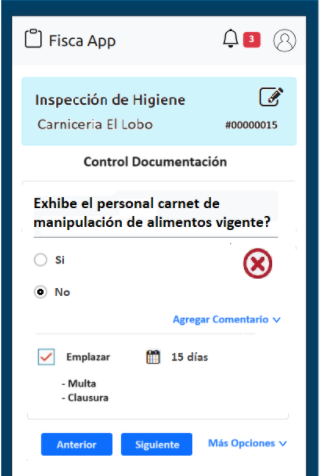 Fisca App
3
Inspección de Higiene
Carniceria El Lobo
#00000015
Control Documentación
Exhibe el personal carnet de
manipulación de alimentos vigente?
Si
No
Agregar Comentario
Emplazar
15 días
- Multa
- Clausura
Anterior
Siguiente
Más Opciones